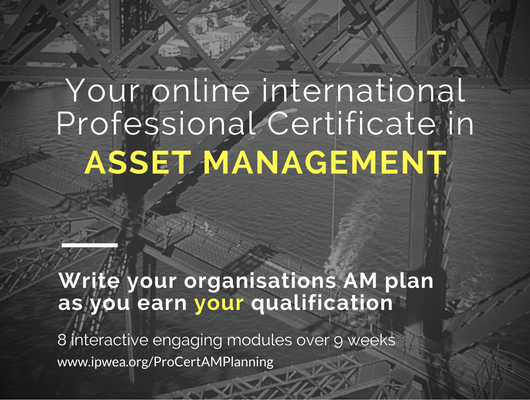 Your online international
Professional Certificate in
ASSET MANAGEMENT
Write your organisations AM plan
as you earn your qualification
8 interactive engaging modules over 9 weeks
www.ipwea.org/ProCertAMPlanning